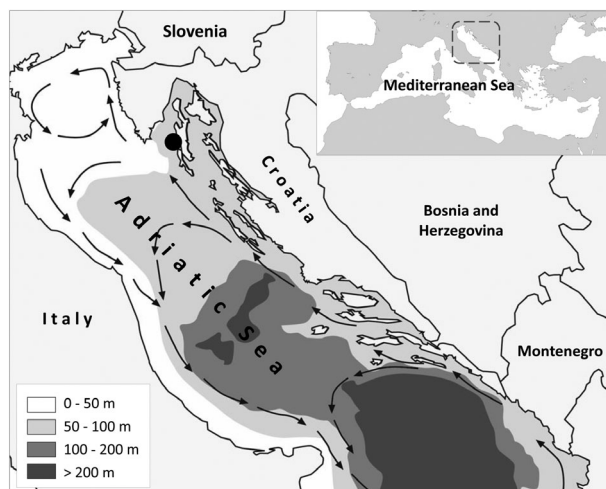 Slovenia
Mediterranean Sea
Croatia
Adriatic Sea
Bosnia and
Herzegovina
Italy
Montenegro
0 - 50 m
50 - 100 m
100 - 200 m
> 200 m